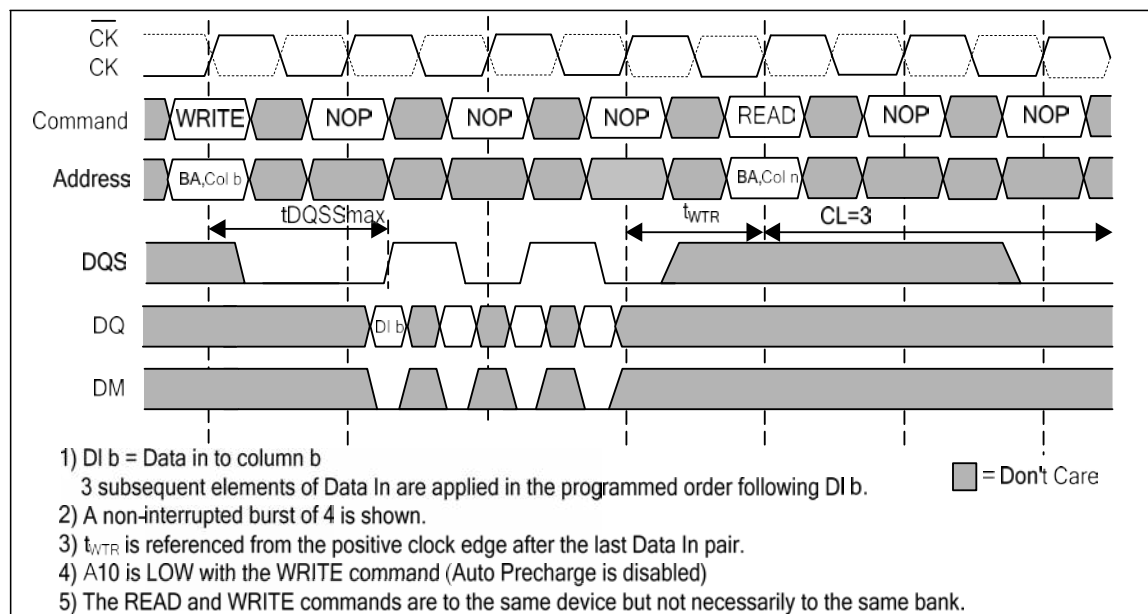 CK
CK
Command WRITE NOP NOP NOP READ NOP NOP
Address BA,Col b BA,Col n
tDQSSmax tWTR CL=3
DQS
DQ DI b
DM
1) DI b = Data in to column b
3 subsequent elements of Data In are applied in the programmed order following DI b.
= Don't Care
2) A non-interrupted burst of 4 is shown.
3) tWTR is referenced from the positive clock edge after the last Data In pair.
4) A10 is LOW with the WRITE command (Auto Precharge is disabled)
5) The READ and WRITE commands are to the same device but not necessarily to the same bank.